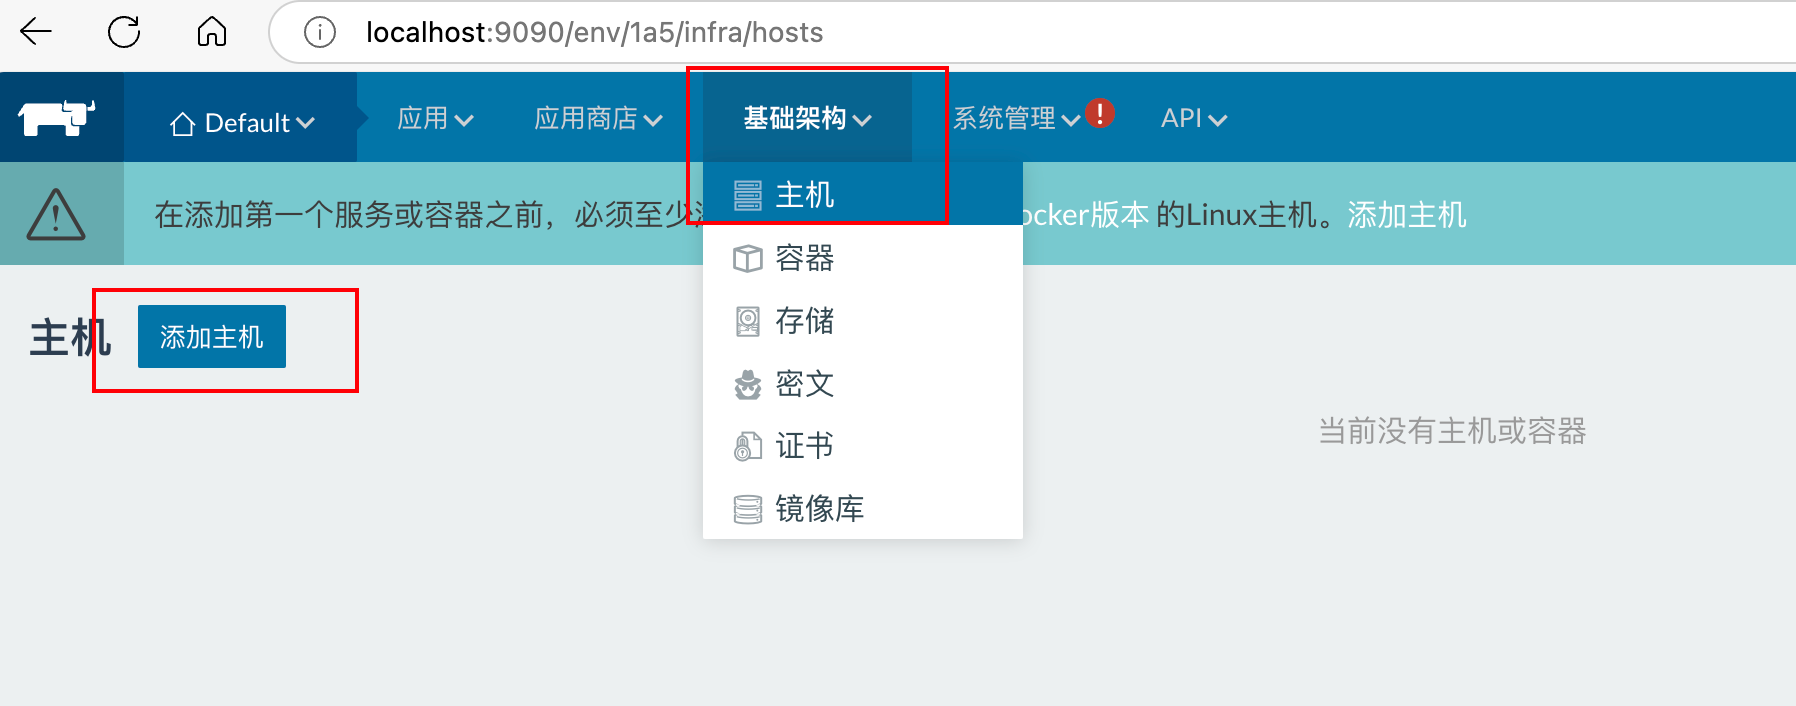 localhost:9090/env/1a5/infra/hosts
Default 应用 应用商店 基础架构 系统管理 ! API
在添加第一个服务或容器之前，必须至少 ocker版本 的Linux主机。添加主机
主机
容器
存储
密文
证书
镜像库
主机 添加主机
当前没有主机或容器